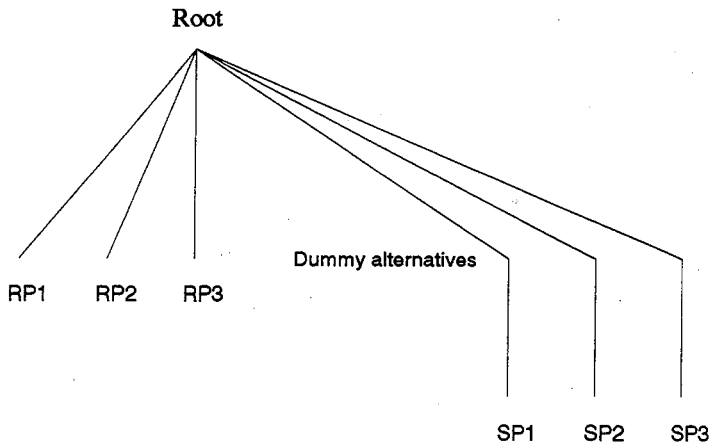 Root
Dummy alternatives
RP1 RP2 RP3
SP1 SP2 SP3